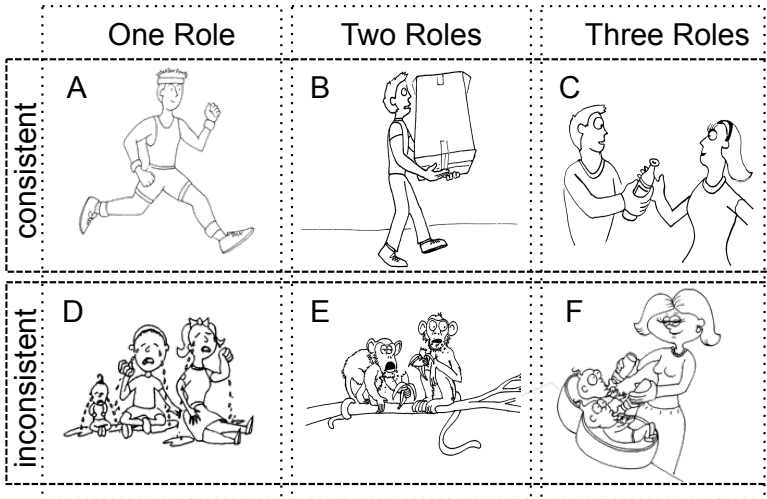 One Role
Two Roles
Three Roles
consistent
A
B
C
inconsistent
D
E
F